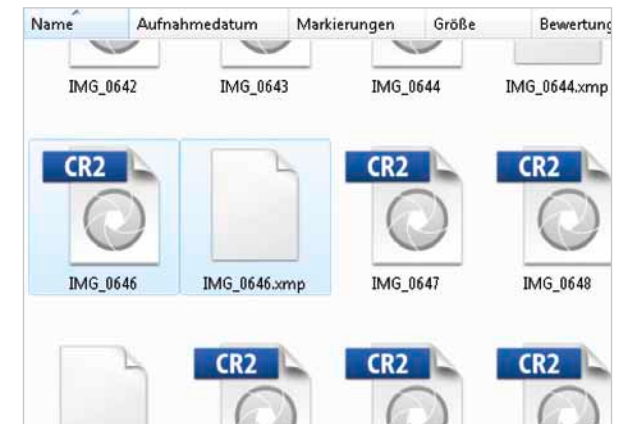 Name Aufnahmedatum Markierungen Größe Bewertung
IMG_0642 IMG_0643 IMG_0644 IMG_0644.xmp
CR2 CR2 CR2
IMG_0646 IMG_0646.xmp IMG_0647 IMG_0648
CR2 CR2 CR2